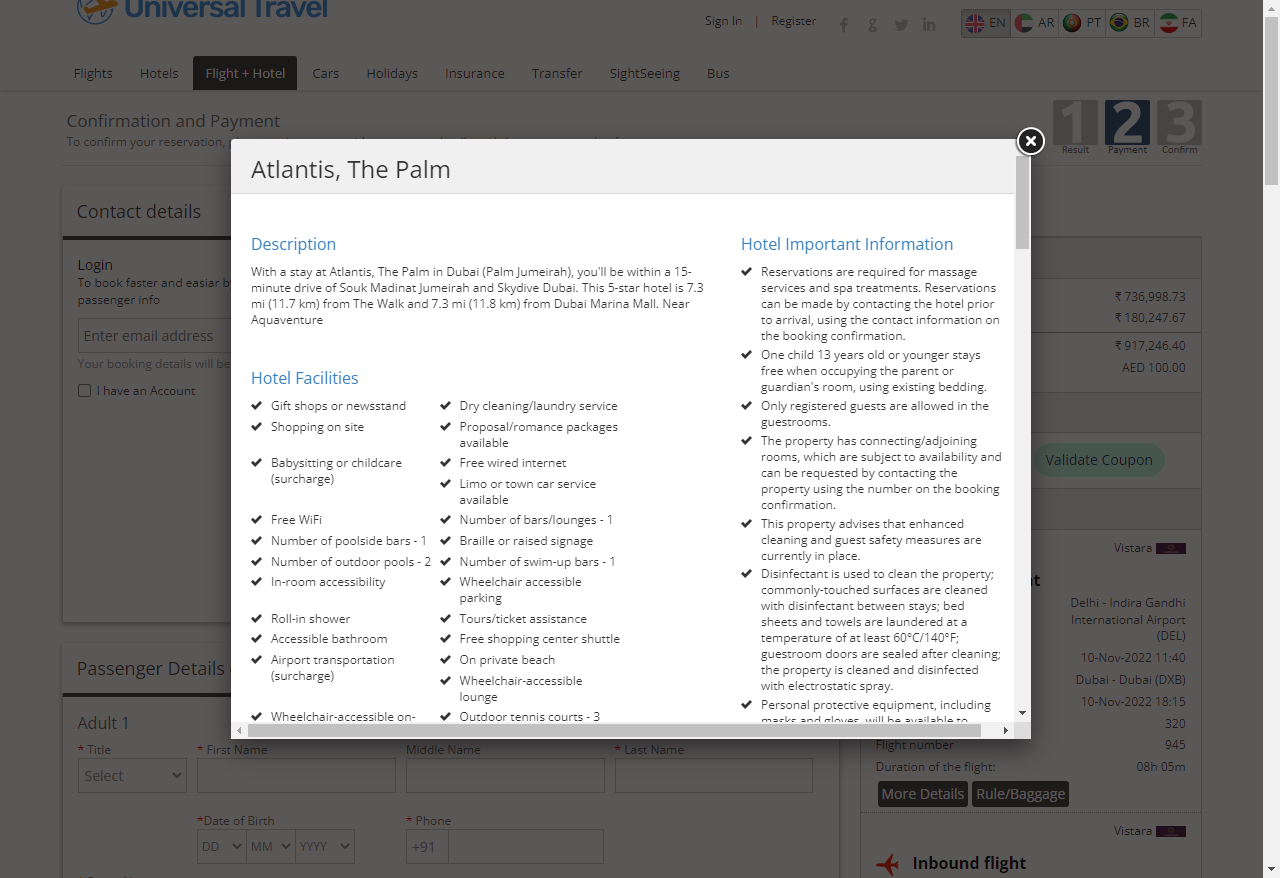 Universal Travel
Sign In | Register
EN AR PT BR FA
Flights Hotels Flight + Hotel Cars Holidays Insurance Transfer SightSeeing Bus
Confirmation and Payment
To confirm your reservation,
1 2 3
Result Payment Confirm
Contact details
Login
To book faster and easiar b
passenger info
Enter email address
Your booking details will be
I have an Account
Atlantis, The Palm
Description
With a stay at Atlantis, The Palm in Dubai (Palm Jumeirah), you'll be within a 15-
minute drive of Souk Madinat Jumeirah and Skydive Dubai. This 5-star hotel is 7.3
mi (11.7 km) from The Walk and 7.3 mi (11.8 km) from Dubai Marina Mall. Near
Aquaventure
Hotel Facilities
Gift shops or newsstand
Dry cleaning/laundry service
Shopping on site
Proposal/romance packages
available
Babysitting or childcare
(surcharge)
Free wired internet
Limo or town car service
available
Free WiFi
Number of bars/lounges - 1
Number of poolside bars - 1
Braille or raised signage
Number of outdoor pools - 2
Number of swim-up bars - 1
In-room accessibility
Wheelchair accessible
parking
Roll-in shower
Tours/ticket assistance
Accessible bathroom
Free shopping center shuttle
Airport transportation
(surcharge)
On private beach
Wheelchair-accessible
lounge
Wheelchair-accessible on-
Outdoor tennis courts - 3
Hotel Important Information
Reservations are required for massage
services and spa treatments. Reservations
can be made by contacting the hotel prior
to arrival, using the contact information on
the booking confirmation.
One child 13 years old or younger stays
free when occupying the parent or
guardian's room, using existing bedding.
Only registered guests are allowed in the
guestrooms.
The property has connecting/adjoining
rooms, which are subject to availability and
can be requested by contacting the
property using the number on the booking
confirmation.
This property advises that enhanced
cleaning and guest safety measures are
currently in place.
Disinfectant is used to clean the property;
commonly-touched surfaces are cleaned
with disinfectant between stays; bed
sheets and towels are laundered at a
temperature of at least 60°C/140°F;
guestroom doors are sealed after cleaning;
the property is cleaned and disinfected
with electrostatic spray.
Personal protective equipment, including
masks and gloves, will be available to
₹ 736,998.73
₹ 180,247.67
₹ 917,246.40
AED 100.00
Validate Coupon
Vistara
Delhi - Indira Gandhi
International Airport
(DEL)
10-Nov-2022 11:40
Dubai - Dubai (DXB)
10-Nov-2022 18:15
320
Flight number 945
Duration of the flight: 08h 05m
More Details Rule/Baggage
Vistara
Inbound flight
Passenger Details
Adult 1
* Title * First Name Middle Name * Last Name
Select
*Date of Birth * Phone
DD MM YYYY +91